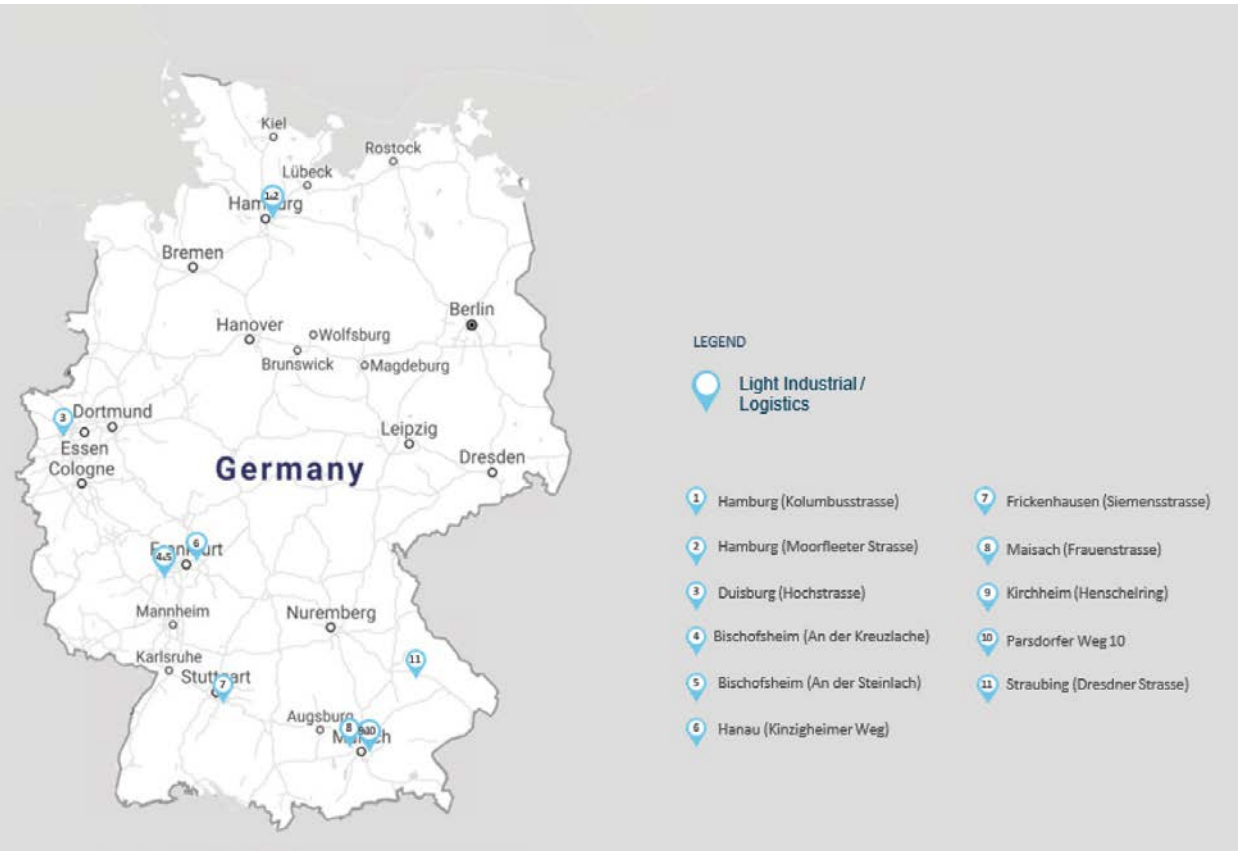 Kiel
Rostock
Lübeck
1&2
Hamburg
Bremen
Berlin
Hanover
Wolfsburg
Brunswick
Magdeburg
3
Dortmund
Essen
Leipzig
Cologne
Germany
Dresden
6
4&5
Frankfurt
Mannheim
Nuremberg
Karlsruhe
11
Stuttgart
7
Augsburg
8
9&10
Munich
LEGEND
Light Industrial /
Logistics
1 Hamburg (Kolumbusstrasse)
2 Hamburg (Moorfleeter Strasse)
3 Duisburg (Hochstrasse)
4 Bischofsheim (An der Kreuzlache)
5 Bischofsheim (An der Steinlach)
6 Hanau (Kinzigheimer Weg)
7 Frickenhausen (Siemensstrasse)
8 Maisach (Frauenstrasse)
9 Kirchheim (Henschelring)
10 Parsdorfer Weg 10
11 Straubing (Dresdner Strasse)